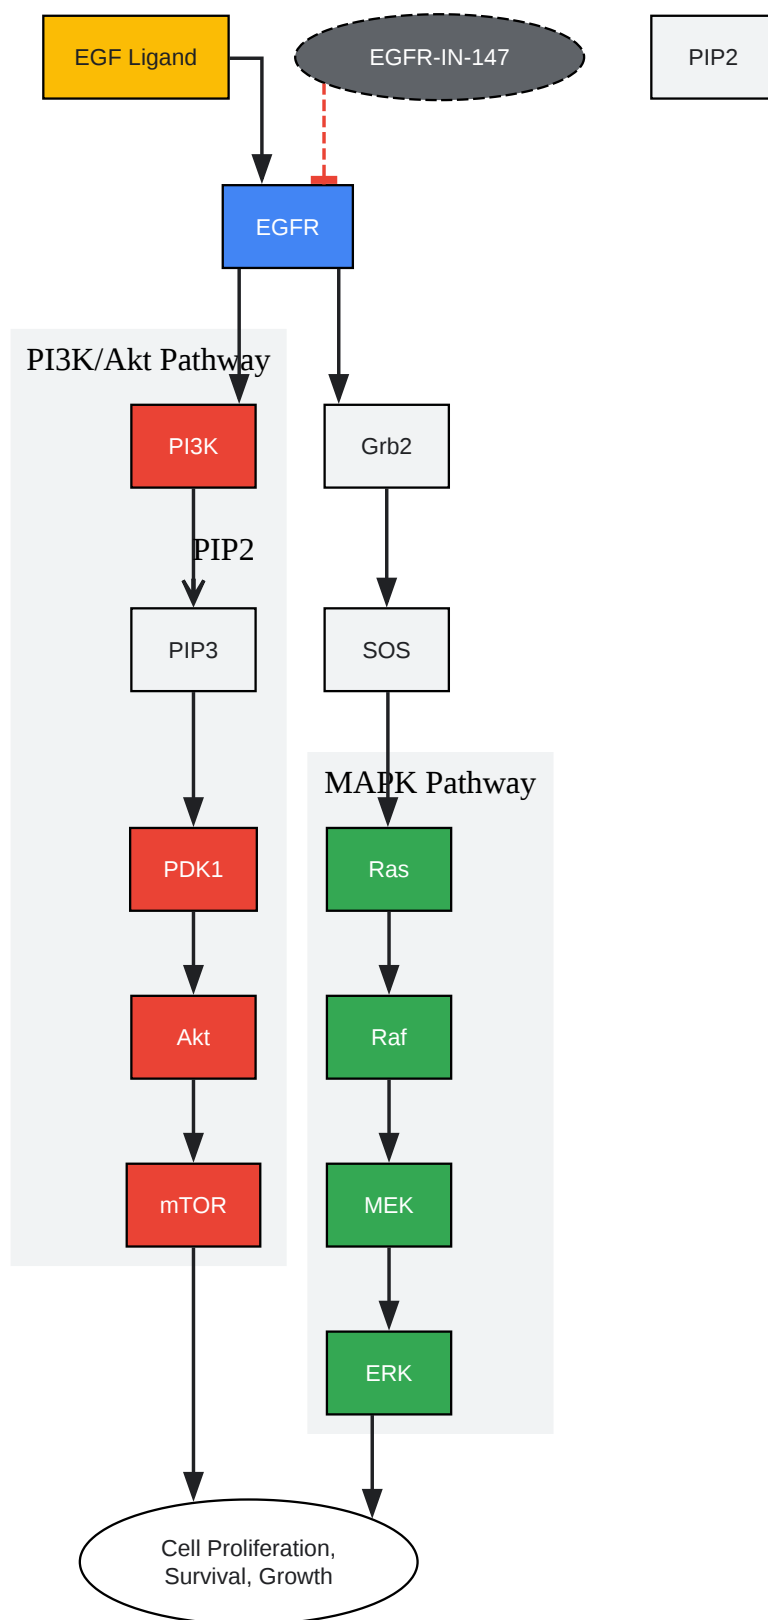 EGF Ligand
EGFR-IN-147
PIP2
EGFR
PI3K/Akt Pathway
PI3K
Grb2
PIP2
PIP3
SOS
MAPK Pathway
PDK1
Ras
Akt
Raf
mTOR
MEK
ERK
Cell Proliferation,
Survival, Growth